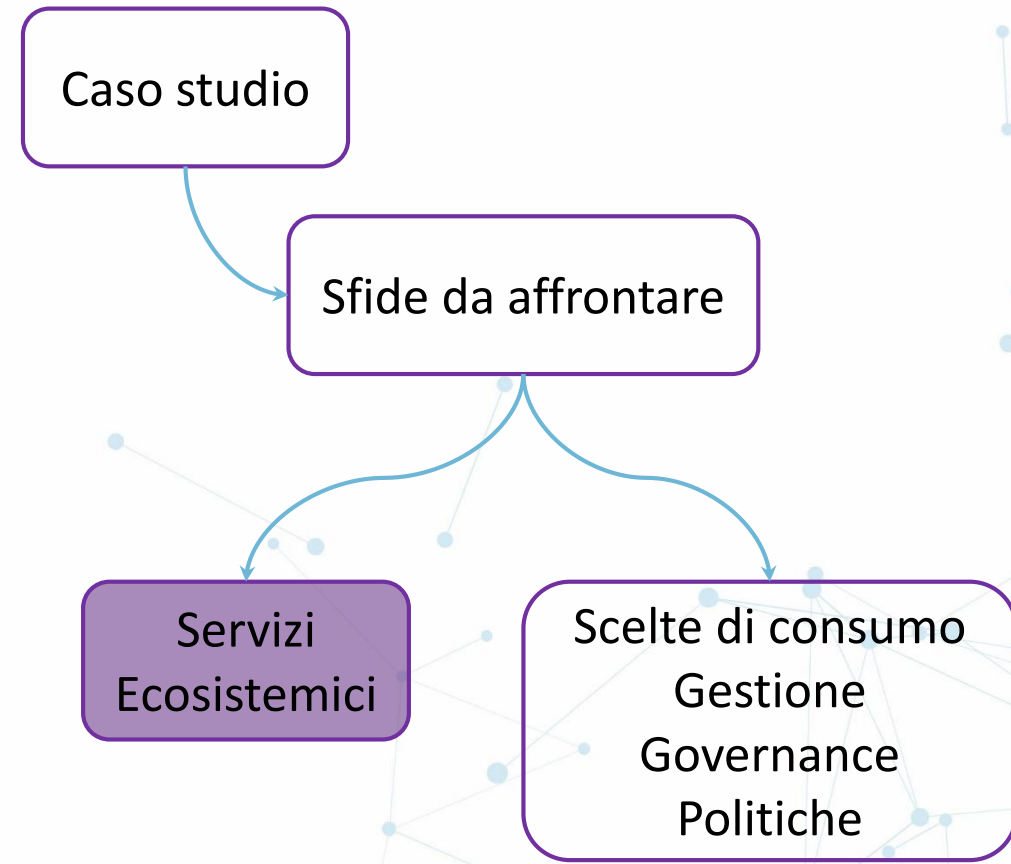 Caso studio
Sfide da affrontare
Servizi
Ecosistemici
Scelte di consumo
Gestione
Governance
Politiche